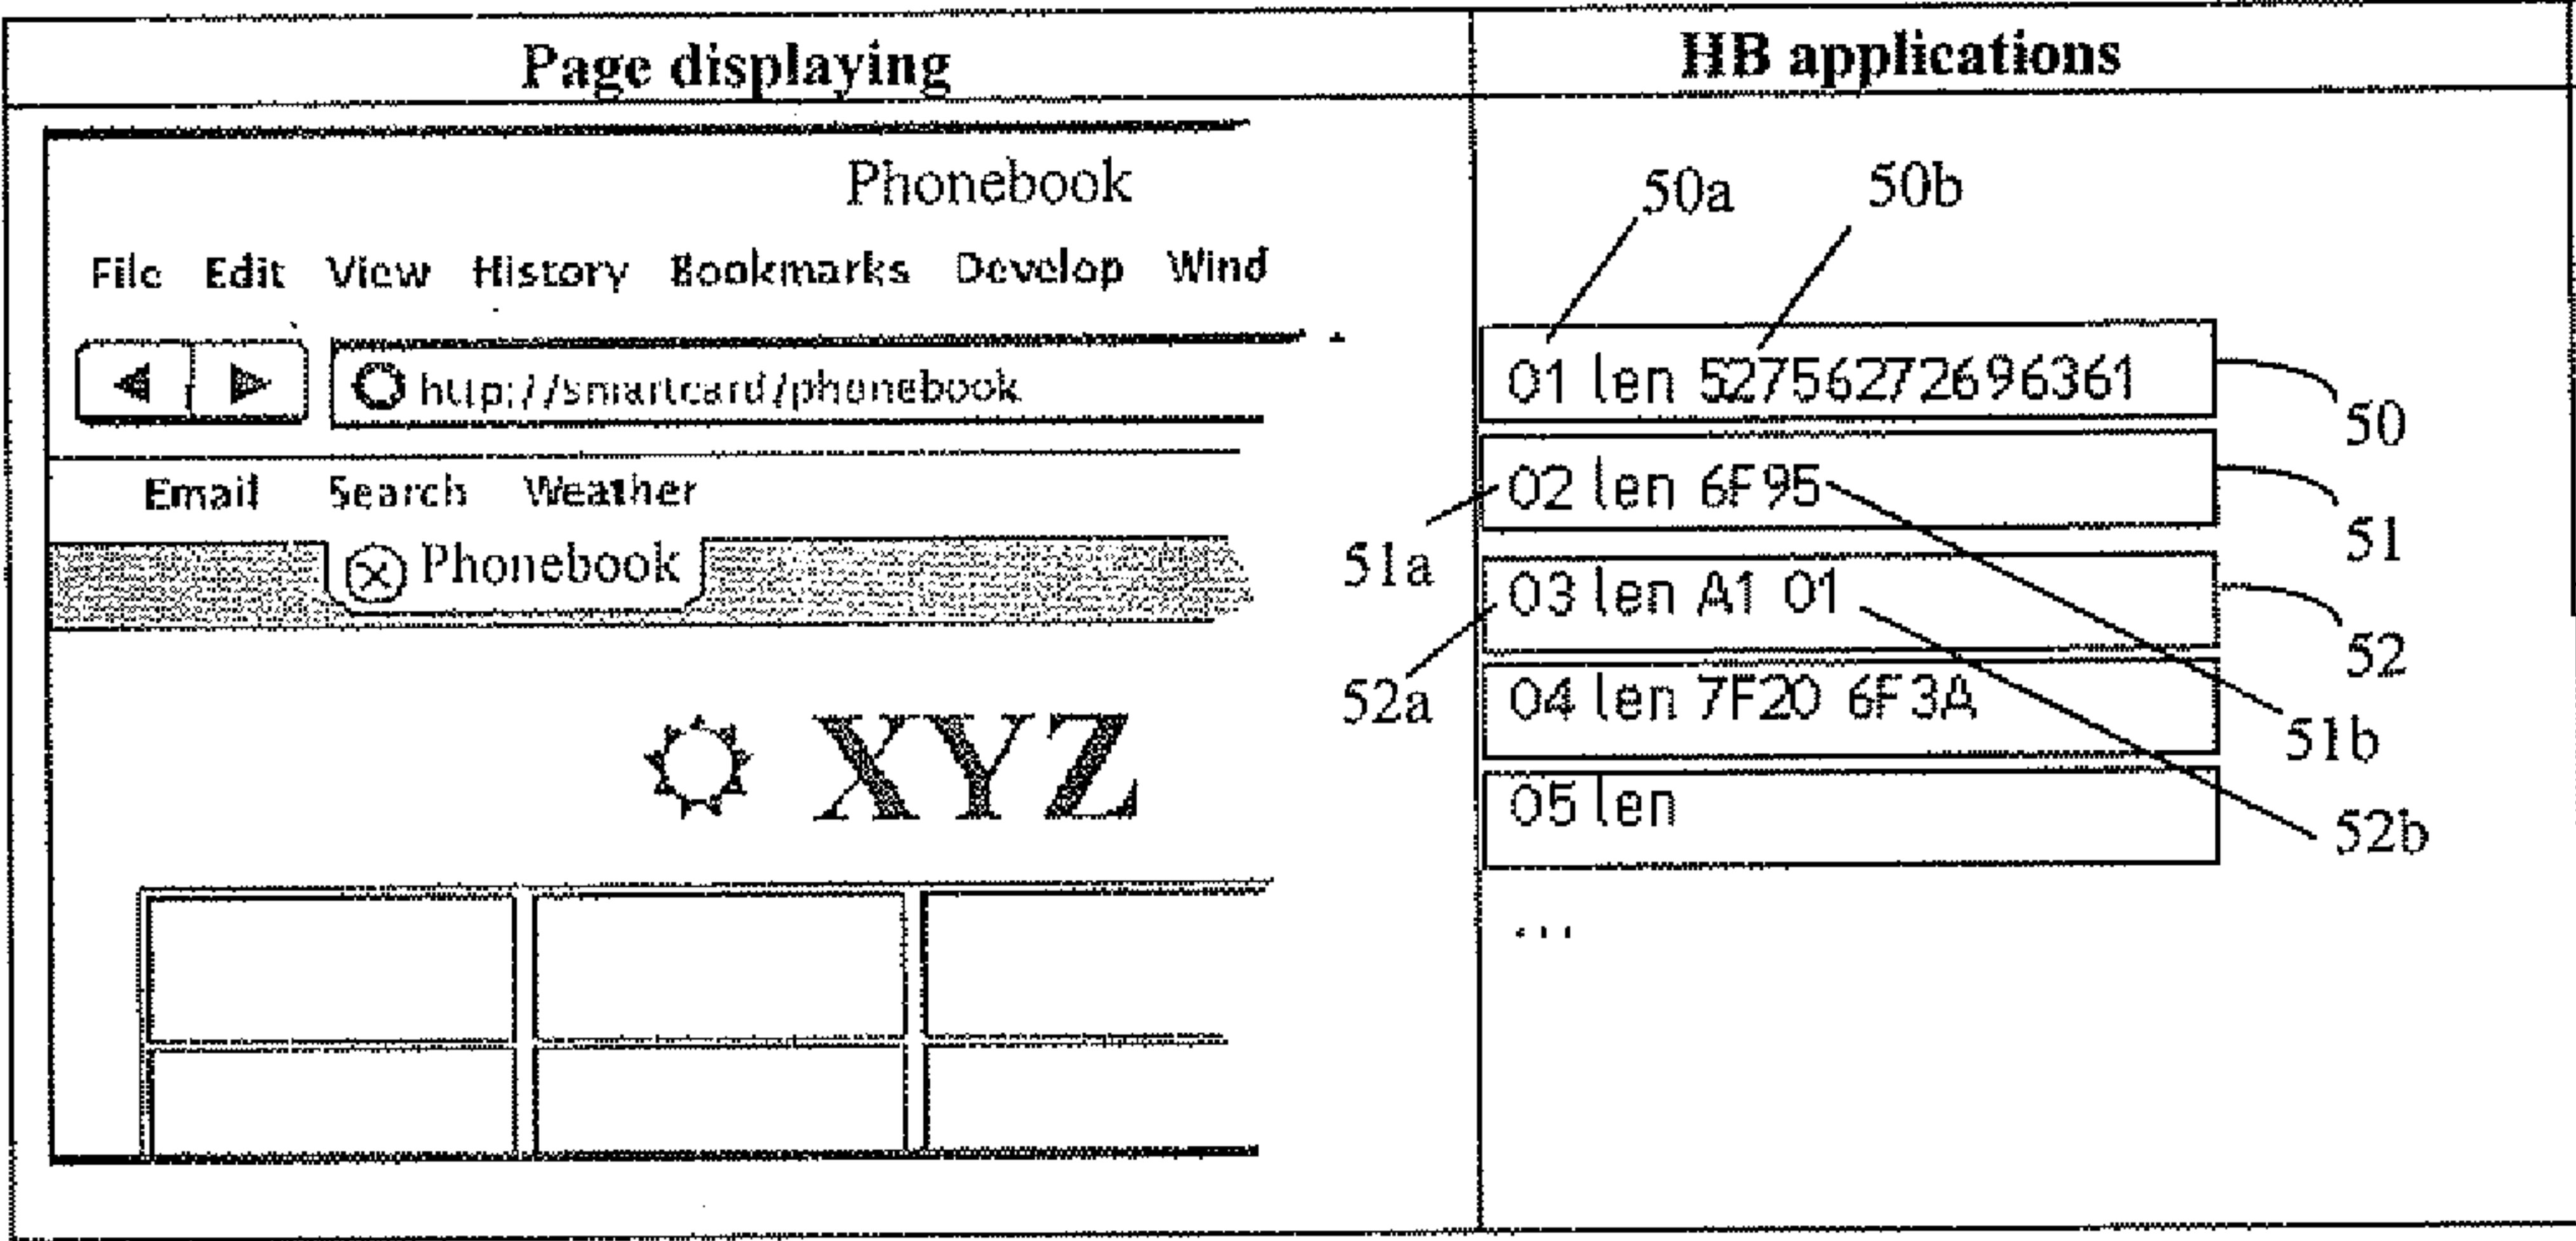 Page displaying
HB applications
Phonebook
File Edit View History Bookmarks Develop Wind
http://smartcard/phonebook
Email Search Weather
Phonebook
XYZ
50a 50b
01 len 52756272696361
50
02 len 6F95
51
51a
03 len A1 01
52
52a
04 len 7F20 6F3A
51b
05 len
52b
...